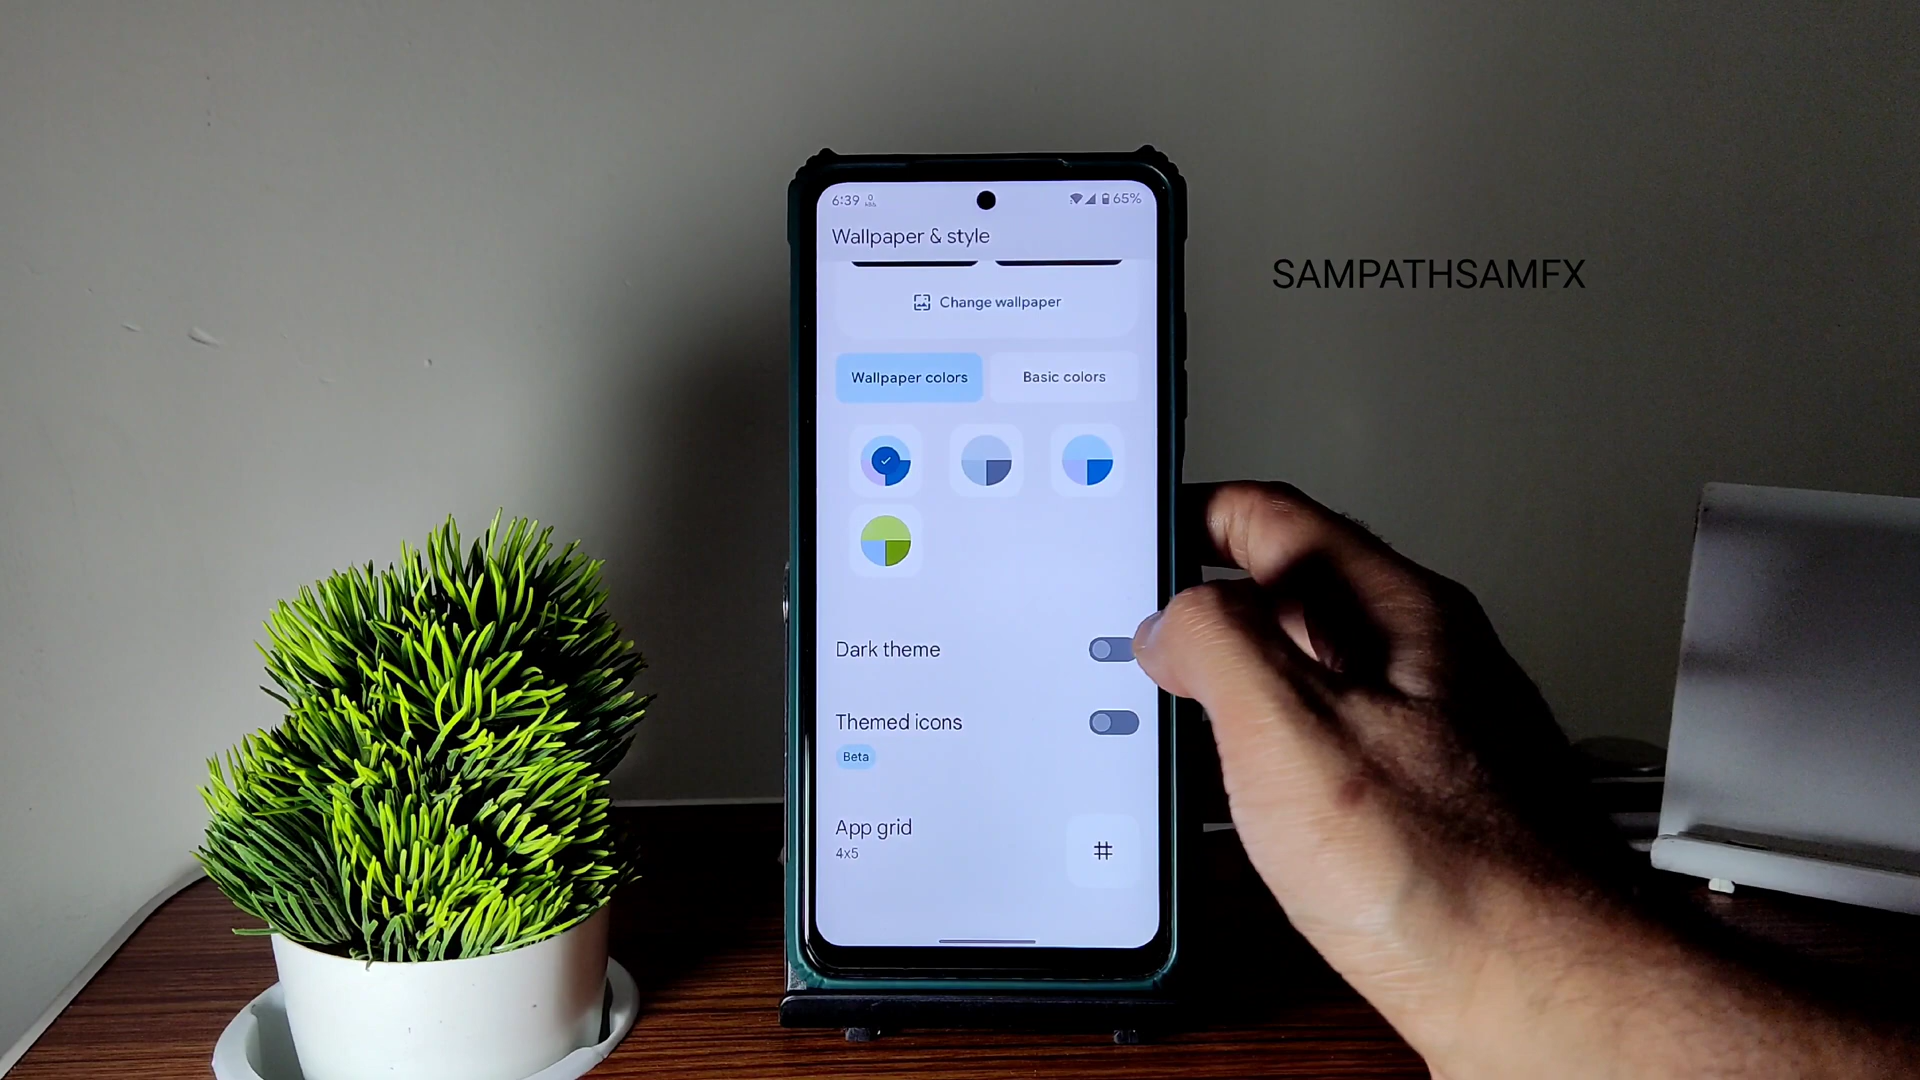 6:39
65%
Wallpaper & style
SAMPATHSAMFX
Change wallpaper
Wallpaper colors
Basic colors
Dark theme
Themed icons
Beta
App grid
4x5